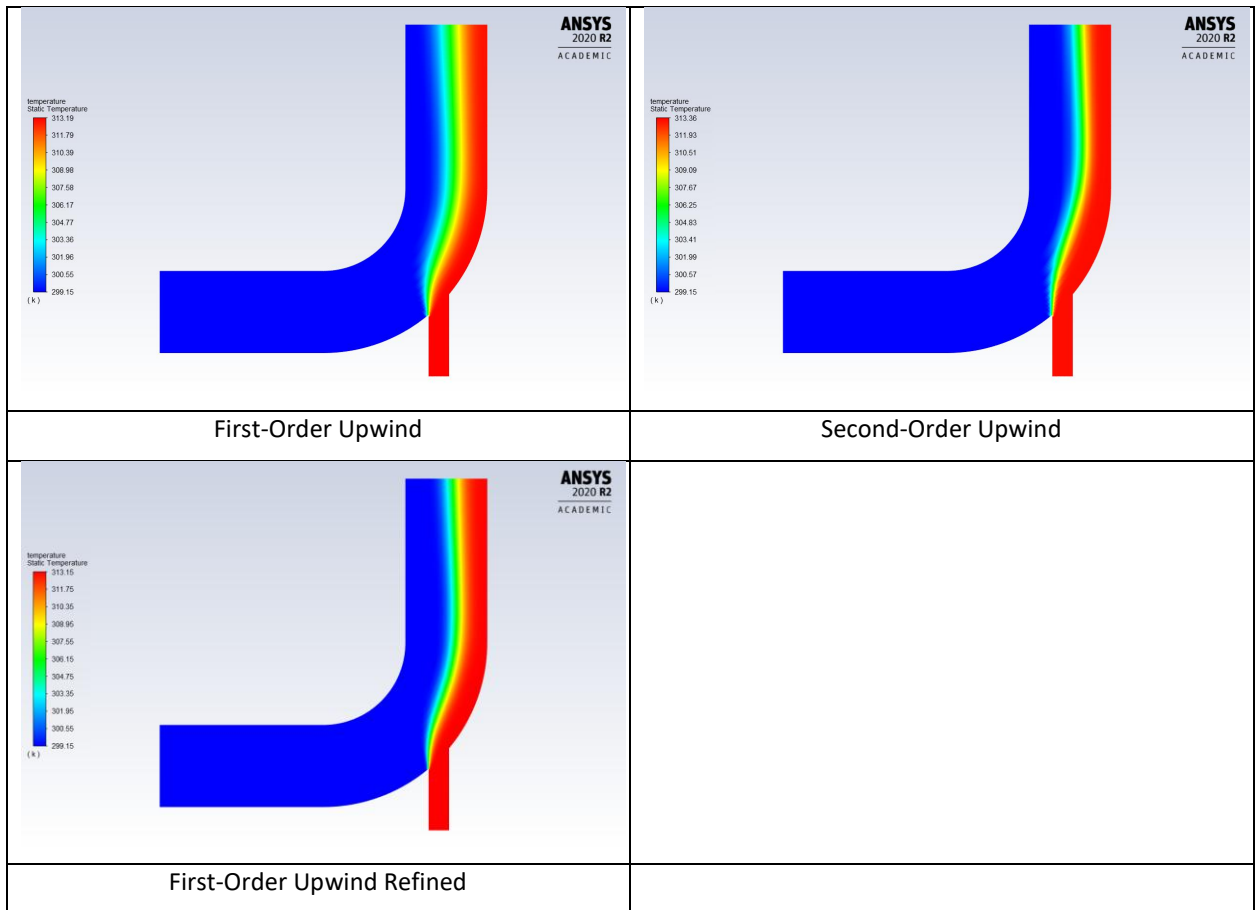 ANSYS
2020 R2
ACADEMIC
temperature
Static Temperature
313.19
311.79
310.39
308.98
307.58
306.17
304.77
303.36
301.96
300.55
299.15
( k )
First-Order Upwind
ANSYS
2020 R2
ACADEMIC
temperature
Static Temperature
313.36
311.93
310.51
309.09
307.67
306.25
304.83
303.41
301.99
300.57
299.15
( k )
Second-Order Upwind
ANSYS
2020 R2
ACADEMIC
temperature
Static Temperature
313.15
311.75
310.35
308.95
307.55
306.15
304.75
303.35
301.95
300.55
299.15
( k )
First-Order Upwind Refined